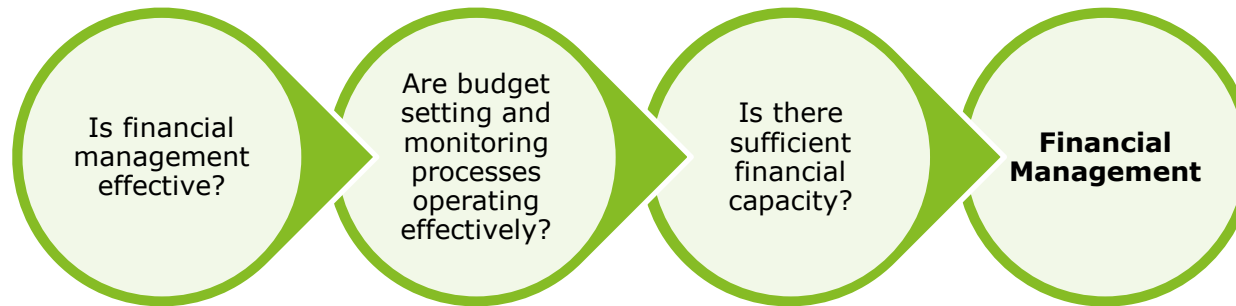 Is financial
management
effective?
Are budget
setting and
monitoring
processes
operating
effectively?
Is there
sufficient
financial
capacity?
Financial
Management